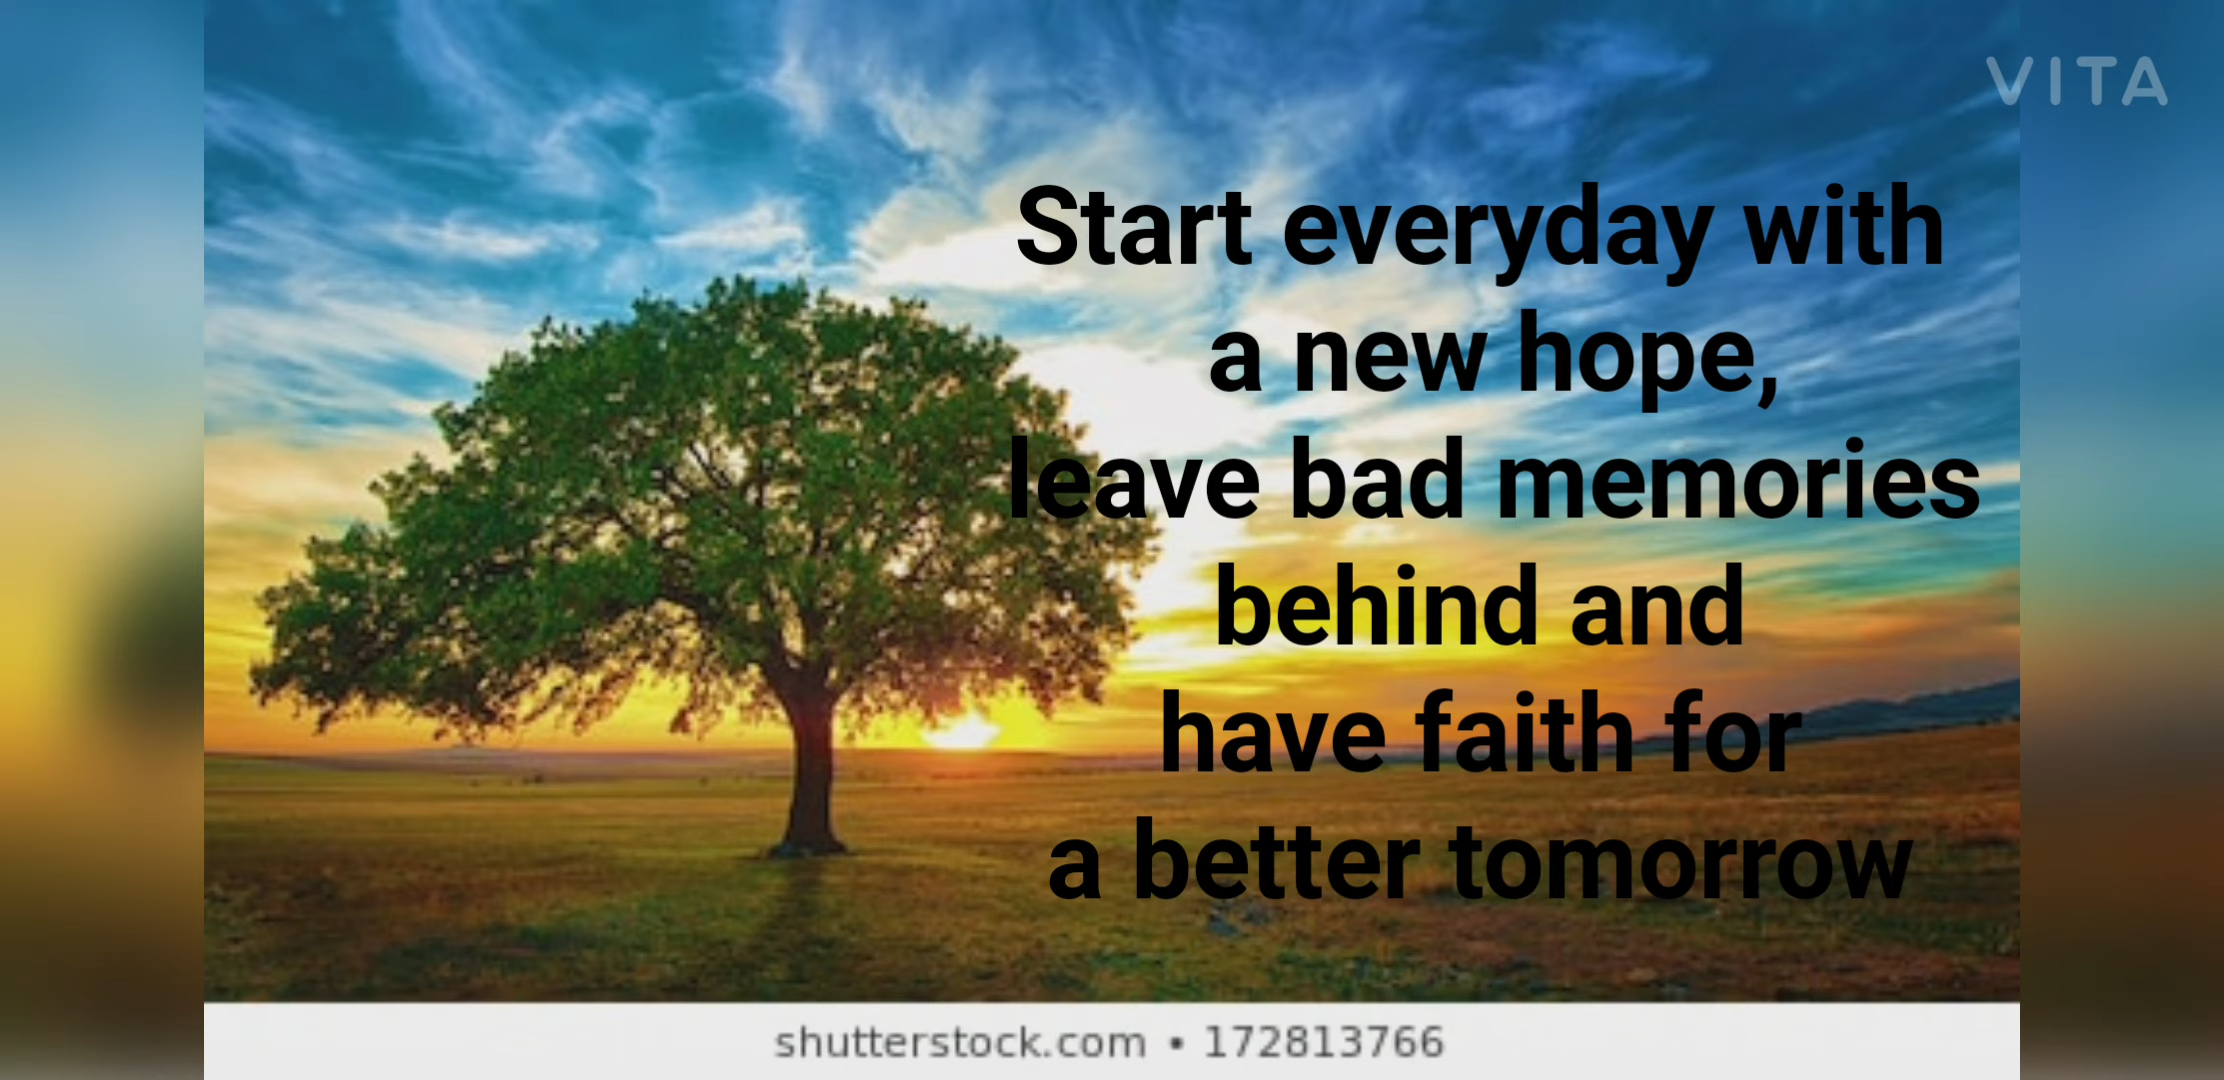 VITA
Start everyday with
a new hope,
leave bad memories
behind and
have faith for
a better tomorrow
shutterstock.com • 172813766